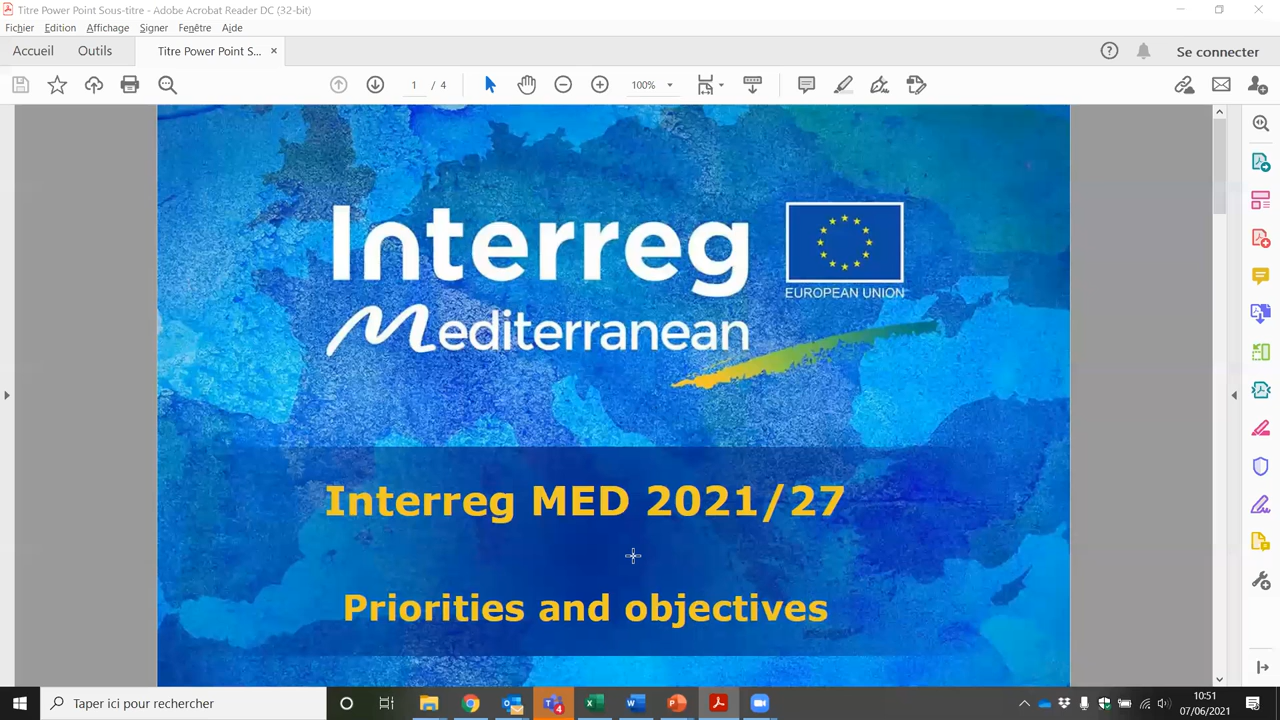 Titre Power Point Sous-titre - Adobe Acrobat Reader DC (32-bit)
Fichier Edition Affichage Signer Fenêtre Aide
Accueil Outils Titre Power Point S... × Se connecter
1 / 4 100%
Interreg
EUROPEAN UNION
Mediterranean
Interreg MED 2021/27
Priorities and objectives
Taper ici pour rechercher
4
10:51
07/06/2021